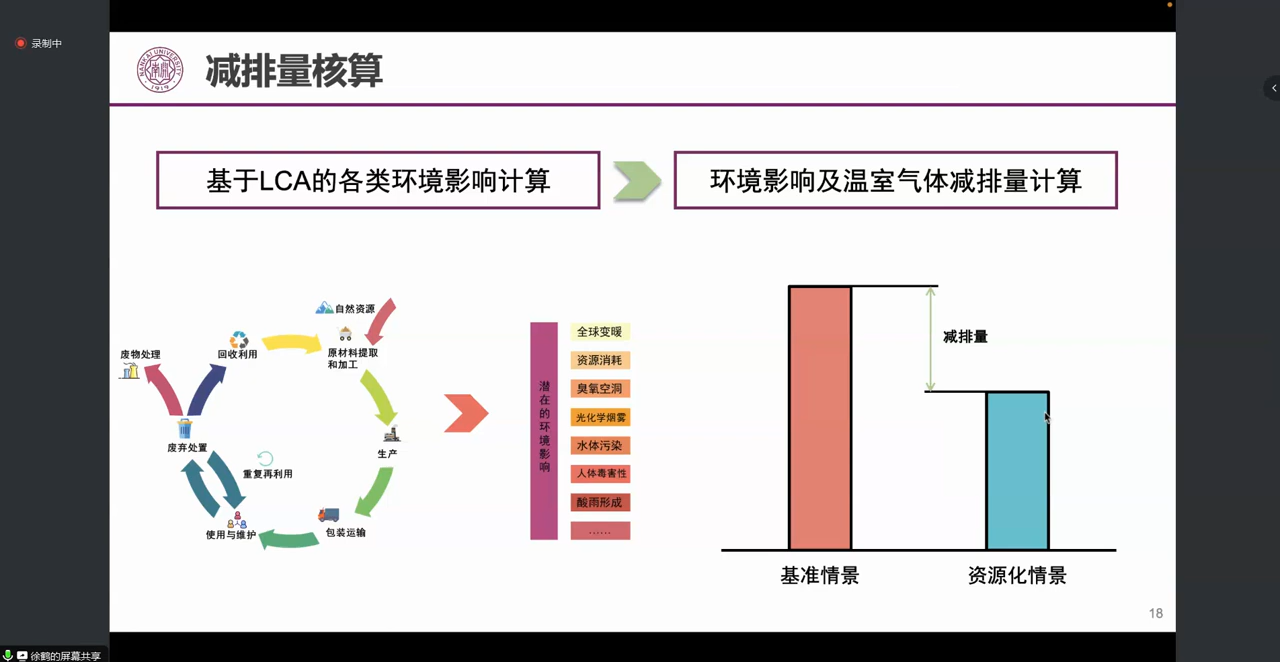 录制中
NANKAI UNIVERSITY
南开
1919
减排量核算
基于LCA的各类环境影响计算
环境影响及温室气体减排量计算
自然资源
原材料提取
和加工
回收利用
废物处理
废弃处置
重复再利用
生产
使用与维护
包装运输
潜在的环境影响
全球变暖
资源消耗
臭氧空洞
光化学烟雾
水体污染
人体毒害性
酸雨形成
......
减排量
基准情景
资源化情景
18
徐鹤的屏幕共享